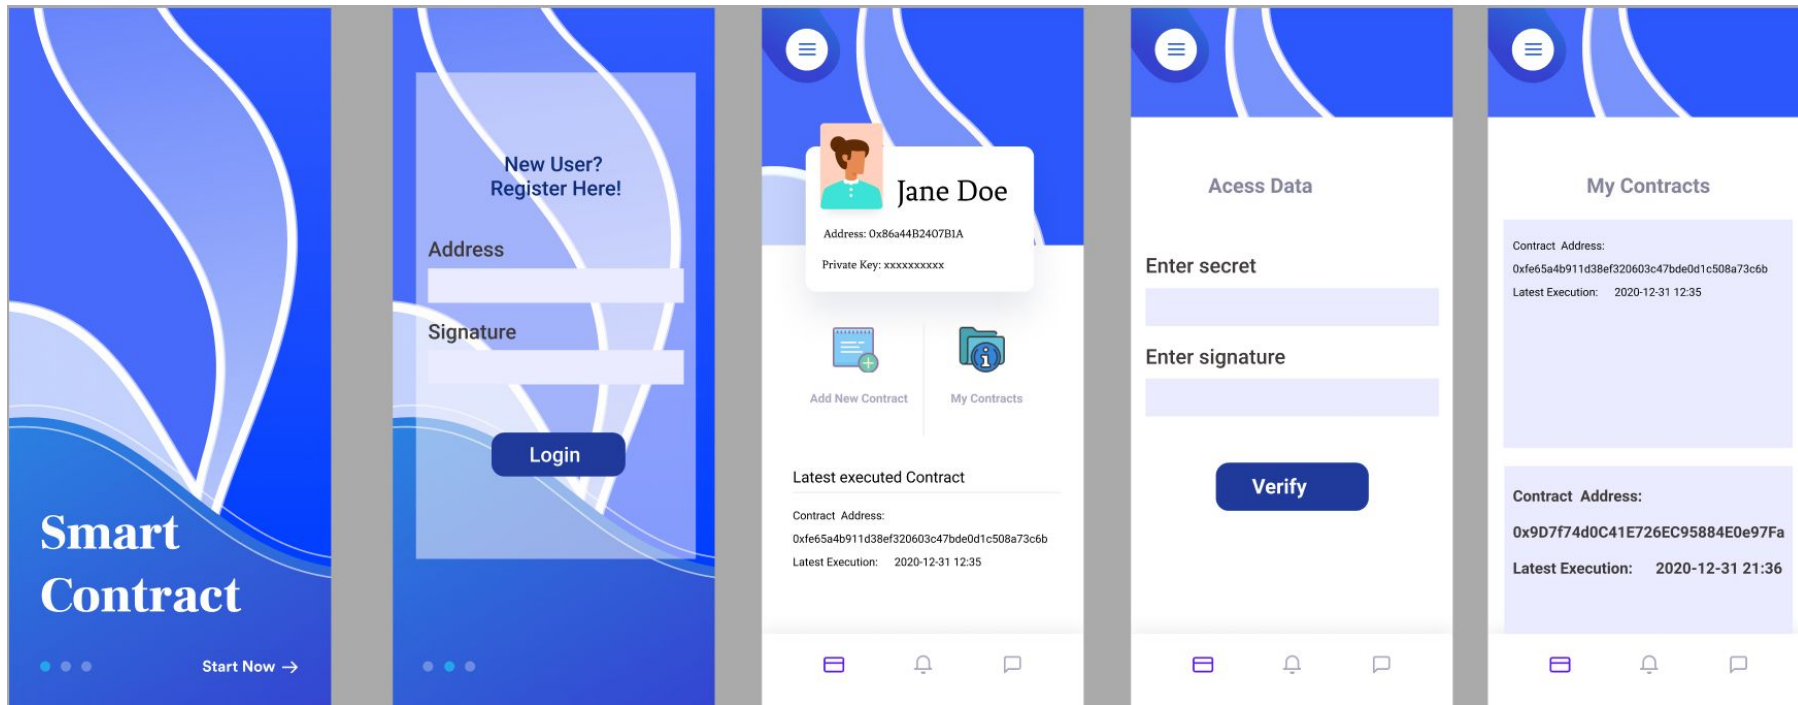 Smart
Contract
Start Now →
New User?
Register Here!
Address
Signature
Login
Jane Doe
Address: 0x86a44B2407B1A
Private Key: xxxxxxxxxx
Add New Contract
My Contracts
Latest executed Contract
Contract Address:
0xfe65a4b911d38ef320603c47bde0d1c508a73c6b
Latest Execution: 2020-12-31 12:35
Acess Data
Enter secret
Enter signature
Verify
My Contracts
Contract Address:
0xfe65a4b911d38ef320603c47bde0d1c508a73c6b
Latest Execution: 2020-12-31 12:35
Contract Address:
0x9D7f74d0C41E726EC95884E0e97Fa
Latest Execution: 2020-12-31 21:36